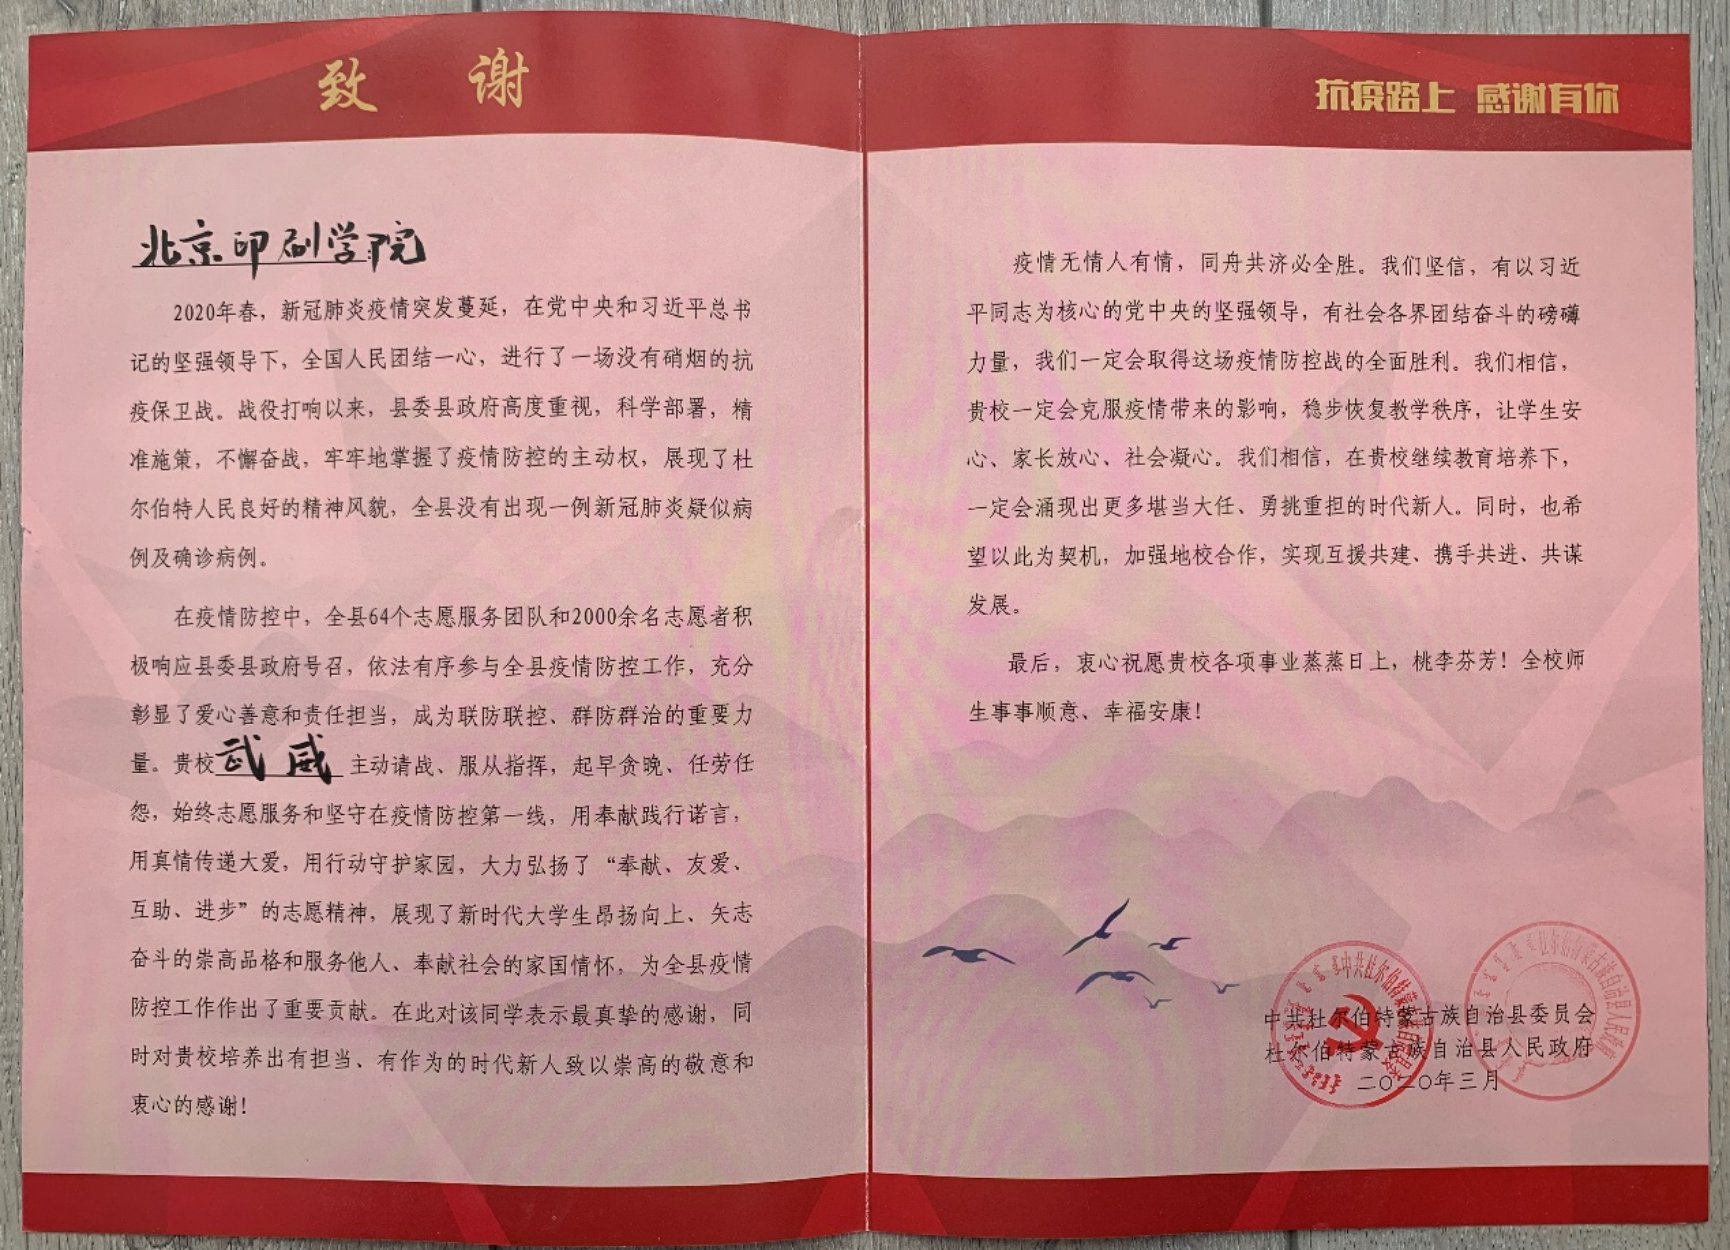 致 谢
北京印刷学院
2020年春，新冠肺炎疫情突发蔓延，在党中央和习近平总书
记的坚强领导下，全国人民团结一心，进行了一场没有硝烟的抗
疫保卫战。战役打响以来，县委县政府高度重视，科学部署，精
准施策，不懈奋战，牢牢地掌握了疫情防控的主动权，展现了杜
尔伯特人民良好的精神风貌，全县没有出现一例新冠肺炎疑似病
例及确诊病例。
在疫情防控中，全县64个志愿服务团队和2000余名志愿者积
极响应县委县政府号召，依法有序参与全县疫情防控工作，充分
彰显了爱心善意和责任担当，成为联防联控、群防群治的重要力
量。贵校武威主动请战、服从指挥，起早贪晚、任劳任
怨，始终志愿服务和坚守在疫情防控第一线，用奉献践行诺言，
用真情传递大爱，用行动守护家园，大力弘扬了“奉献、友爱、
互助、进步”的志愿精神，展现了新时代大学生昂扬向上、矢志
奋斗的崇高品格和服务他人、奉献社会的家国情怀，为全县疫情
防控工作作出了重要贡献。在此对该同学表示最真挚的感谢，同
时对贵校培养出有担当、有作为的时代新人致以崇高的敬意和
衷心的感谢！
抗疫路上 感谢有你
疫情无情人有情，同舟共济必全胜。我们坚信，有以习近
平同志为核心的党中央的坚强领导，有社会各界团结奋斗的磅礴
力量，我们一定会取得这场疫情防控战的全面胜利。我们相信，
贵校一定会克服疫情带来的影响，稳步恢复教学秩序，让学生安
心、家长放心、社会凝心。我们相信，在贵校继续教育培养下，
一定会涌现出更多堪当大任、勇挑重担的时代新人。同时，也希
望以此为契机，加强地校合作，实现互援共建、携手共进、共谋
发展。
最后，衷心祝愿贵校各项事业蒸蒸日上，桃李芬芳！全校师
生事事顺意、幸福安康！
中共杜尔伯特蒙古族自治县委员会
杜尔伯特蒙古族自治县人民政府
二〇二〇年三月
中共杜尔伯特蒙古族自治县委员会
杜尔伯特蒙古族自治县人民政府